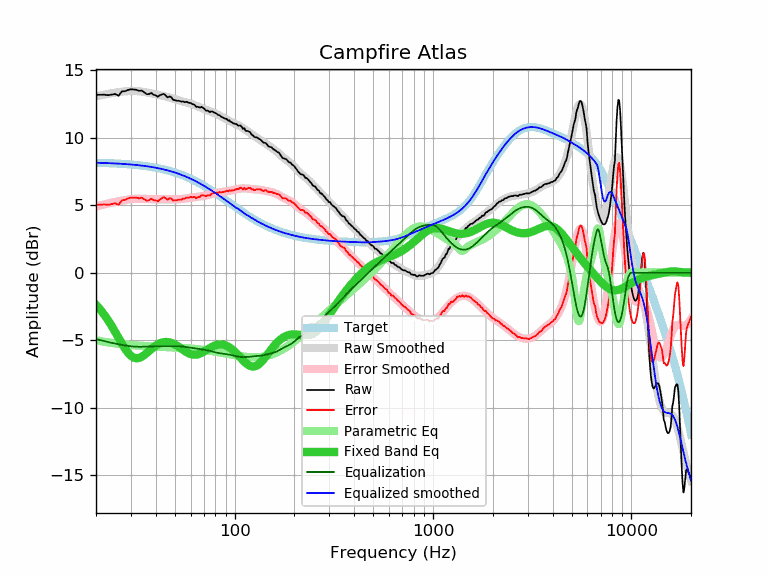 Campfire Atlas
15
10
5
0
−5
−10
−15
Amplitude (dBr)
Target
Raw Smoothed
Error Smoothed
Raw
Error
Parametric Eq
Fixed Band Eq
Equalization
Equalized smoothed
100
1000
10000
Frequency (Hz)